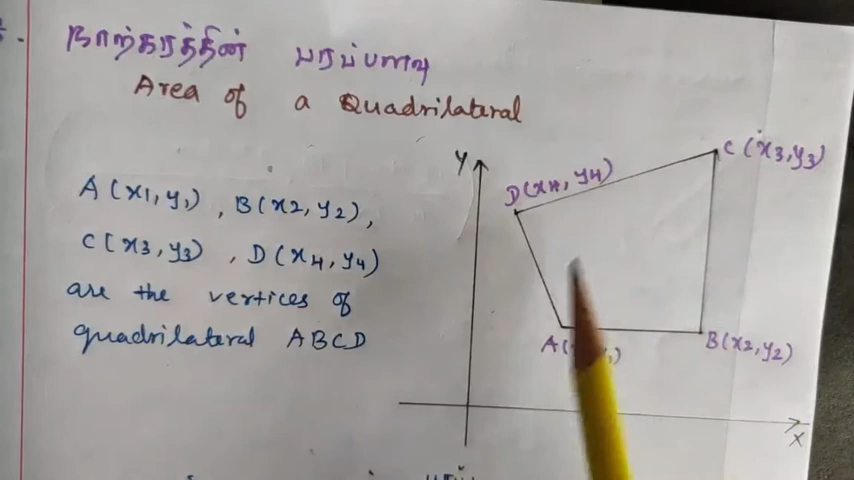 நாற்கரத்தின் பரப்பளவு
Area of a Quadrilateral
A(x1,y1), B(x2,y2),
C(x3,y3), D(x4,y4)
are the vertices of
quadrilateral ABCD
Y
C(x3,y3)
D(x4,y4)
A(
B(x2,y2)
X